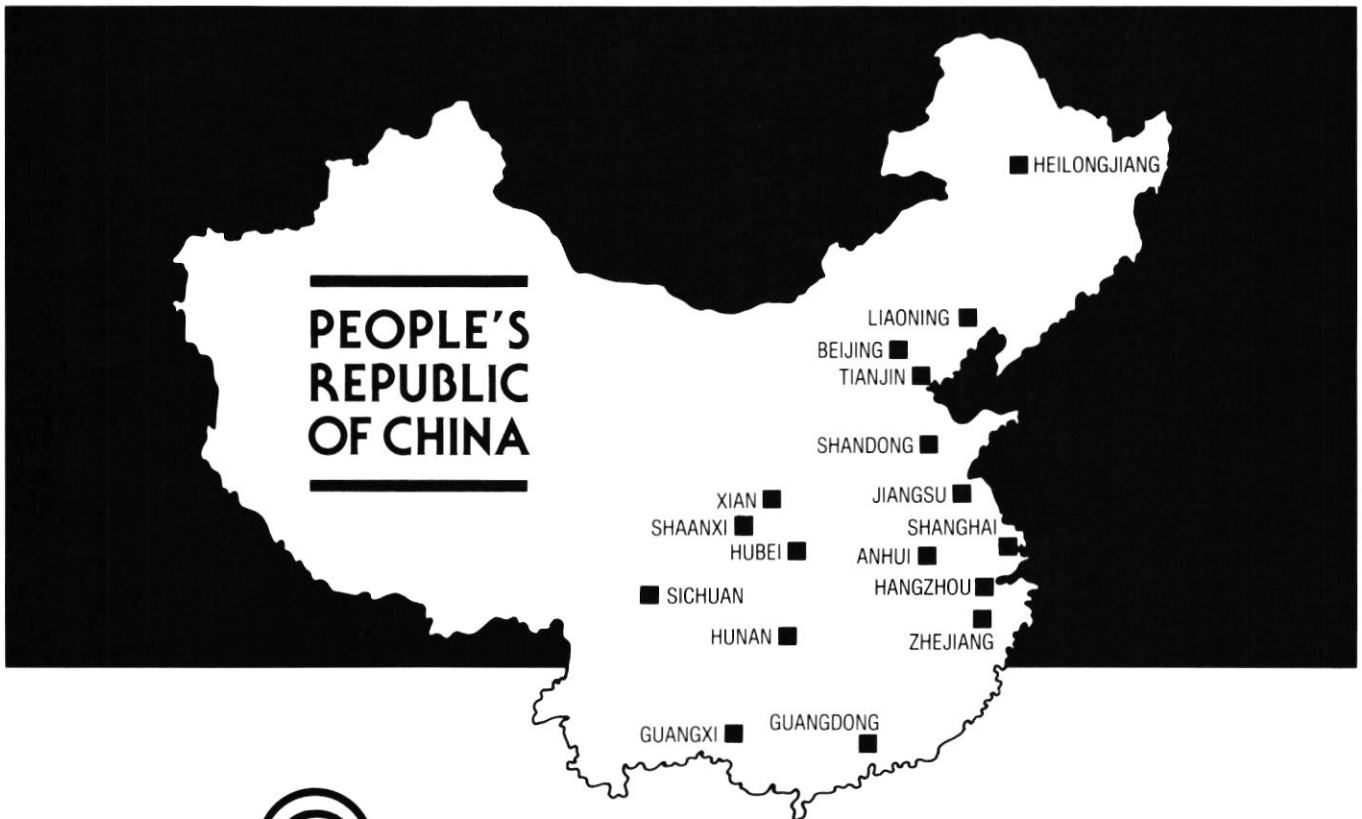 HEILONGJIANG
PEOPLE'S
REPUBLIC
OF CHINA
LIAONING
BEIJING
TIANJIN
SHANDONG
XIAN
JIANGSU
SHAANXI
SHANGHAI
HUBEI
ANHUI
HANGZHOU
SICHUAN
HUNAN
ZHEJIANG
GUANGXI
GUANGDONG